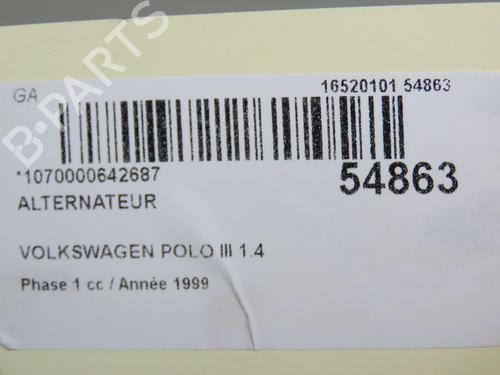 B-PARTS
GA
16520101 54863
*1070000642687
54863
ALTERNATEUR
VOLKSWAGEN POLO III 1.4
Phase 1 cc / Année 1999